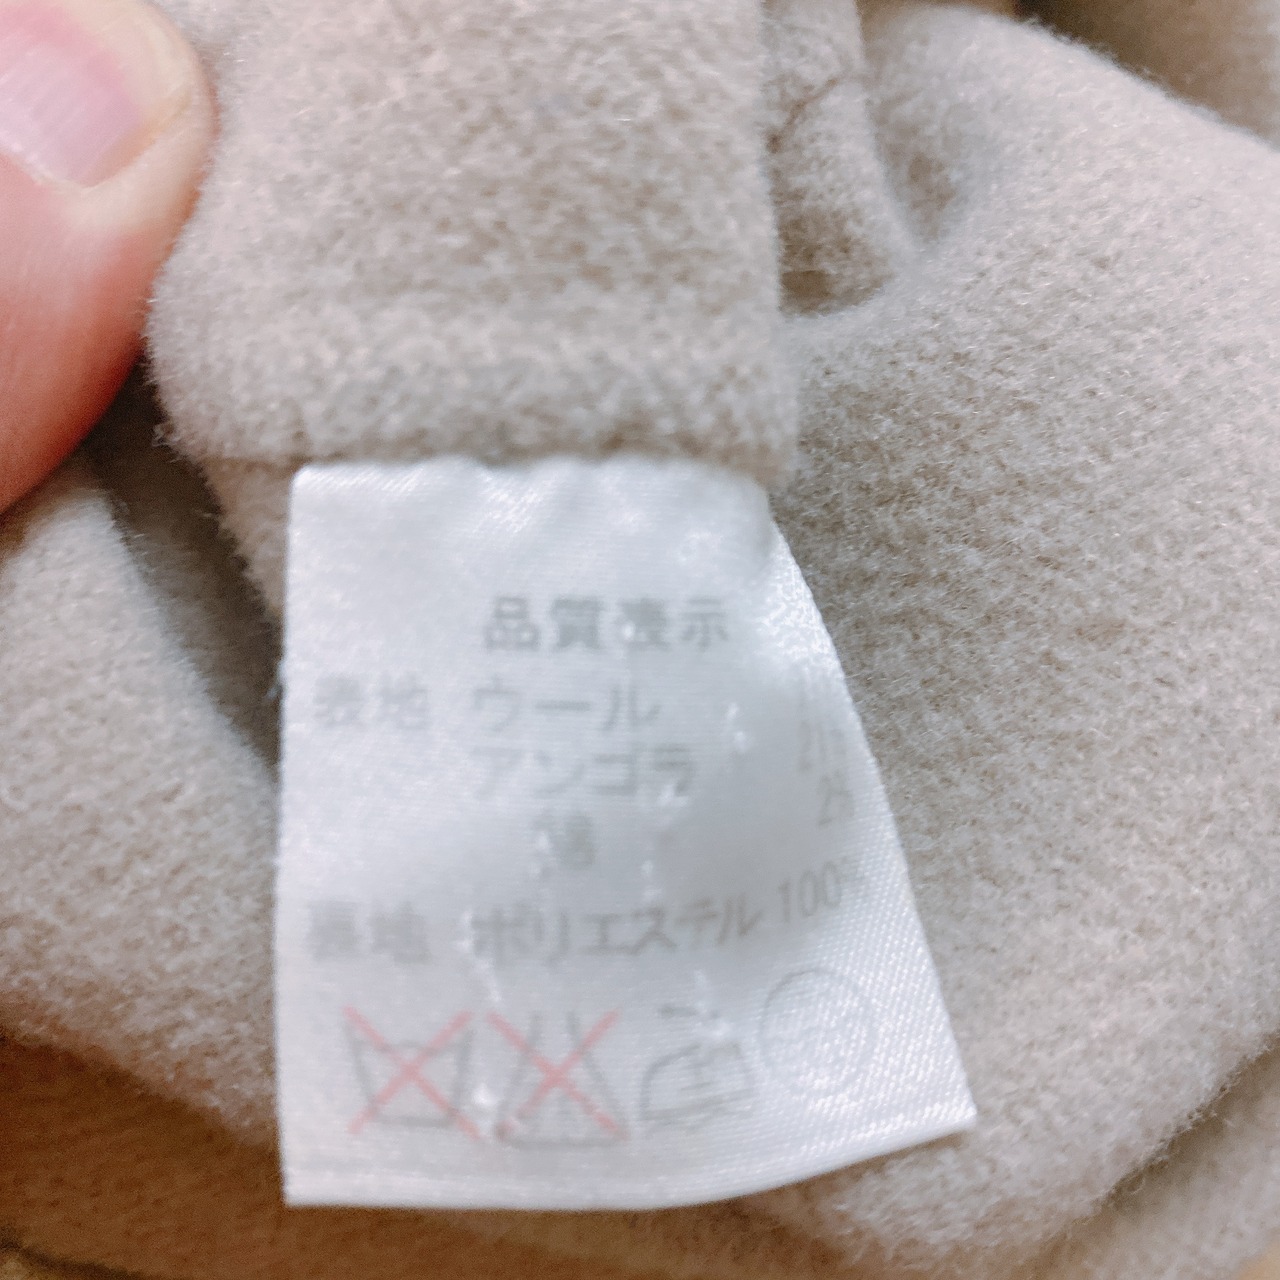 品質表示
表地 ウール
アンゴラ
裏地 ポリエステル 100